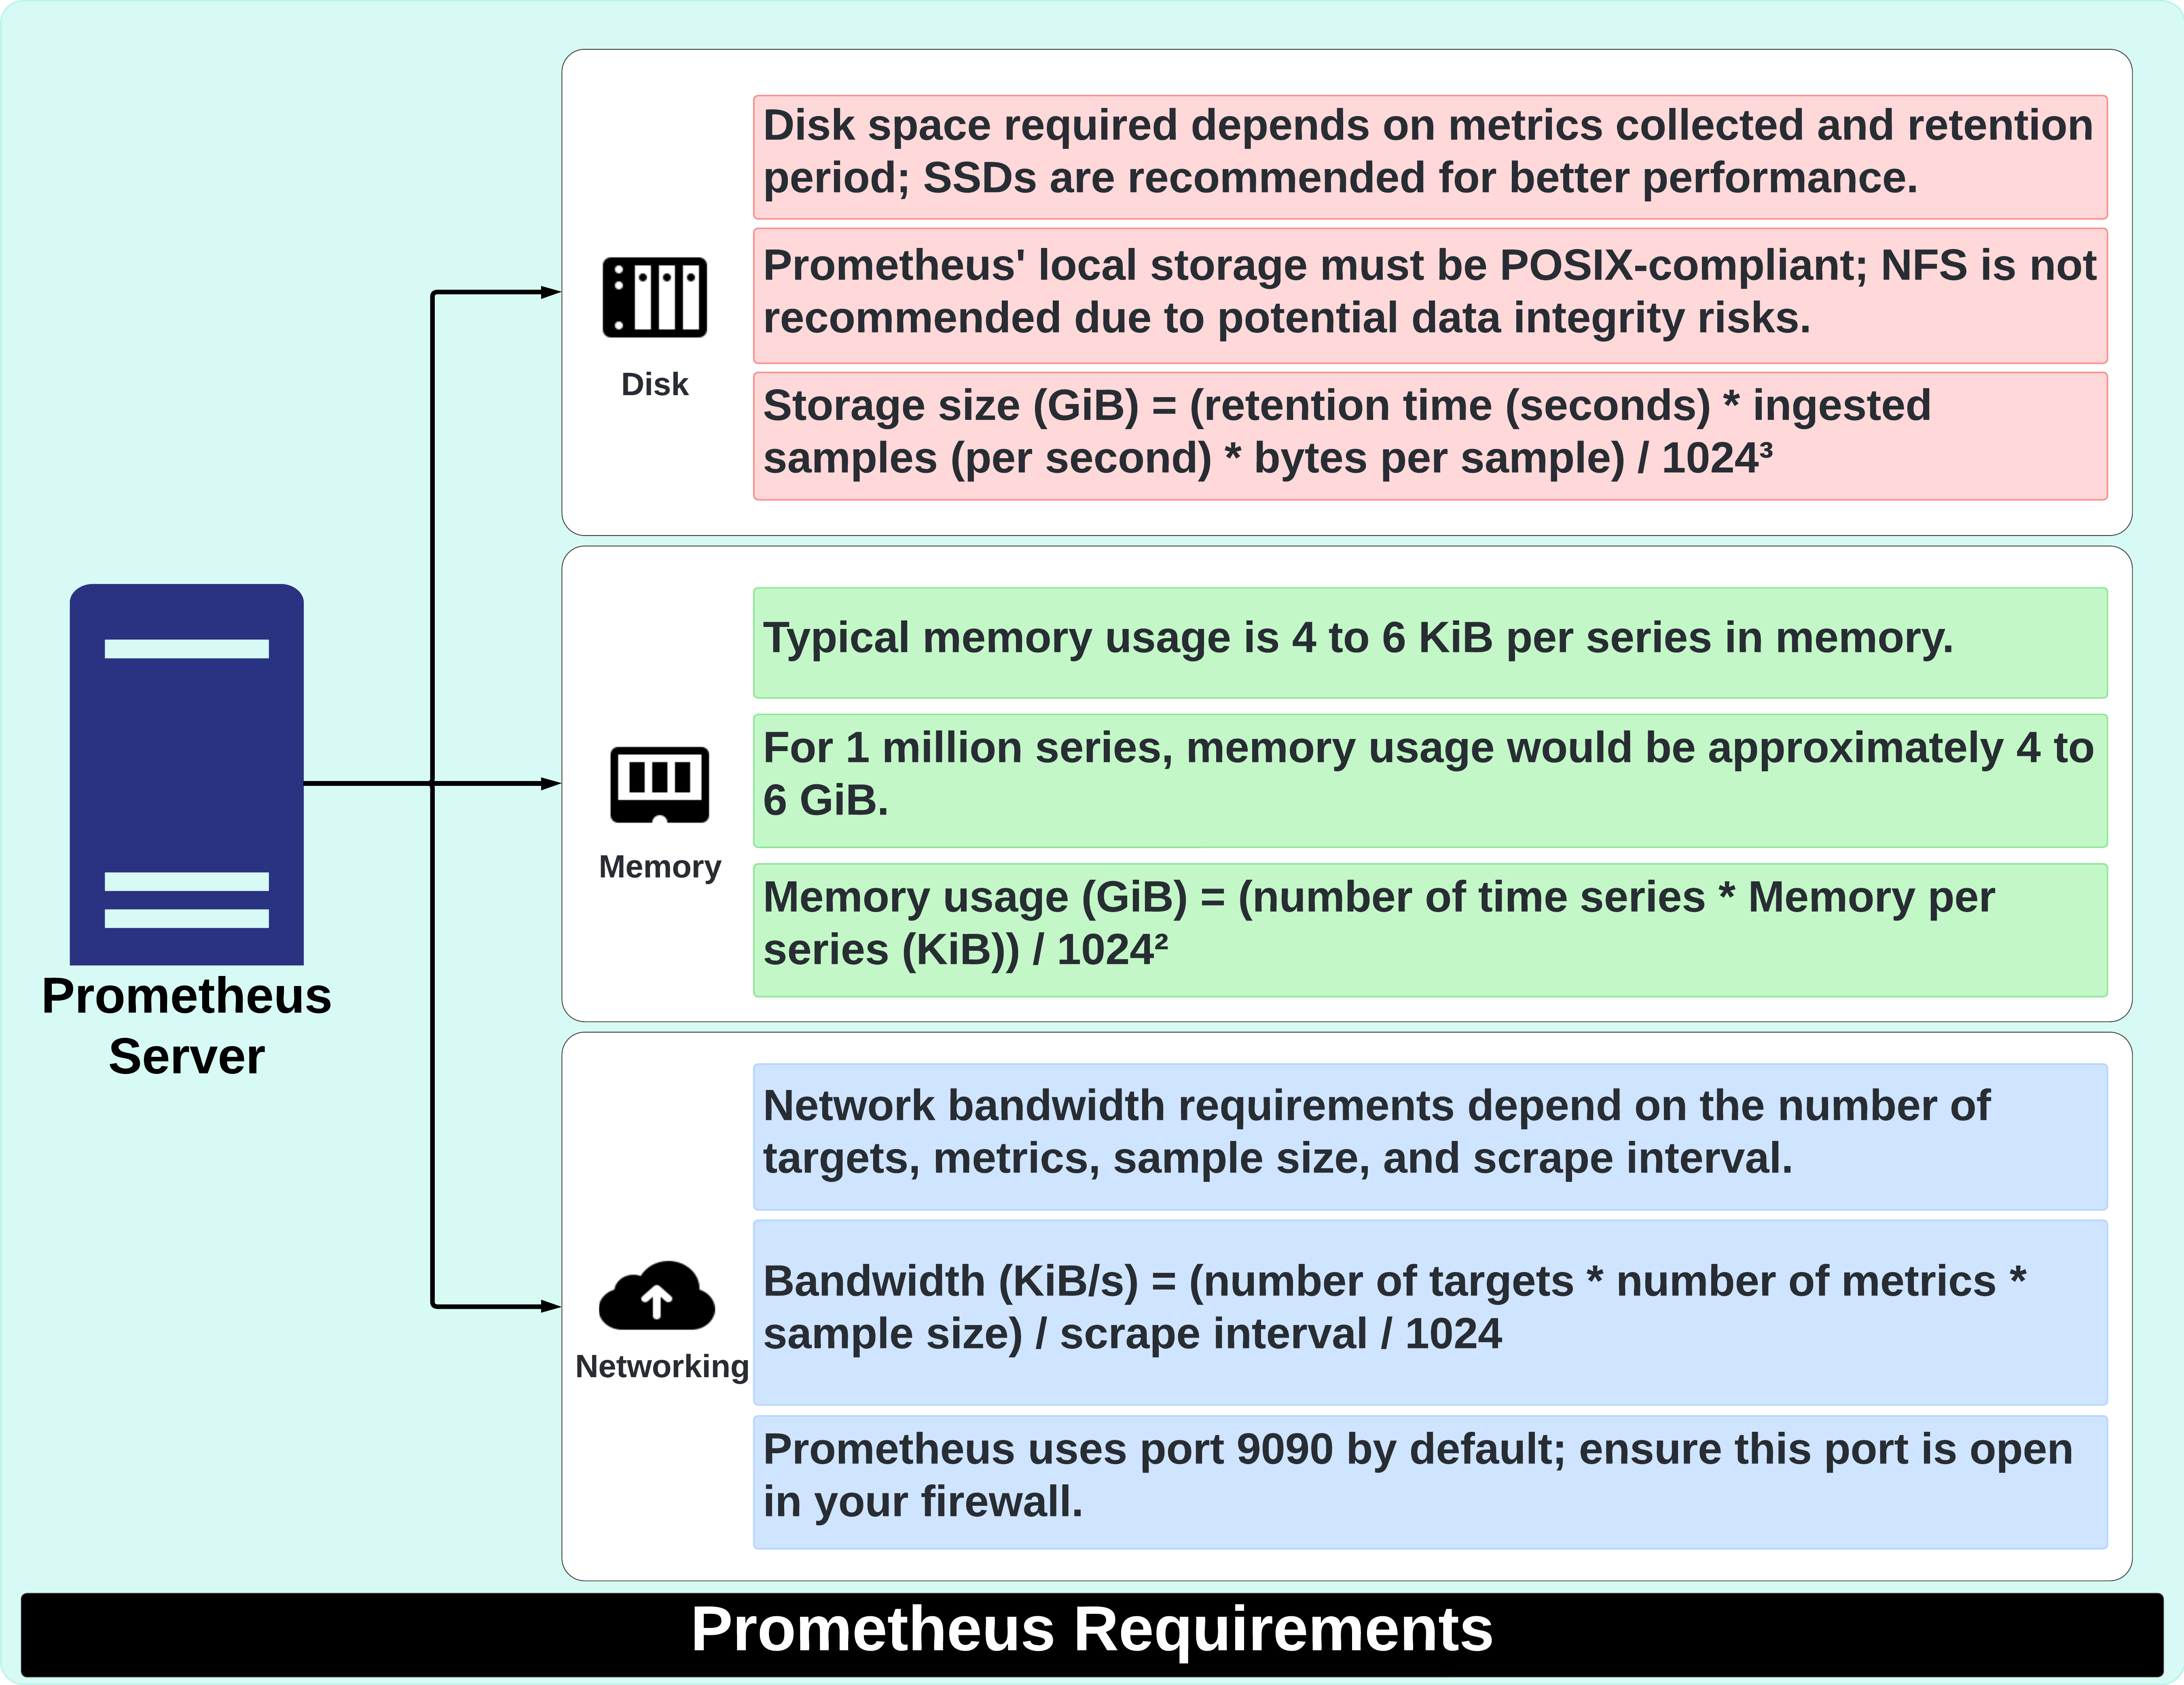 Disk space required depends on metrics collected and retention
period; SSDs are recommended for better performance.
Prometheus' local storage must be POSIX-compliant; NFS is not
recommended due to potential data integrity risks.
Disk
Storage size (GiB) = (retention time (seconds) * ingested
samples (per second) * bytes per sample) / 1024³
Typical memory usage is 4 to 6 KiB per series in memory.
For 1 million series, memory usage would be approximately 4 to
6 GiB.
Memory
Memory usage (GiB) = (number of time series * Memory per
series (KiB)) / 1024²
Prometheus
Server
Network bandwidth requirements depend on the number of
targets, metrics, sample size, and scrape interval.
Bandwidth (KiB/s) = (number of targets * number of metrics *
sample size) / scrape interval / 1024
Networking
Prometheus uses port 9090 by default; ensure this port is open
in your firewall.
Prometheus Requirements